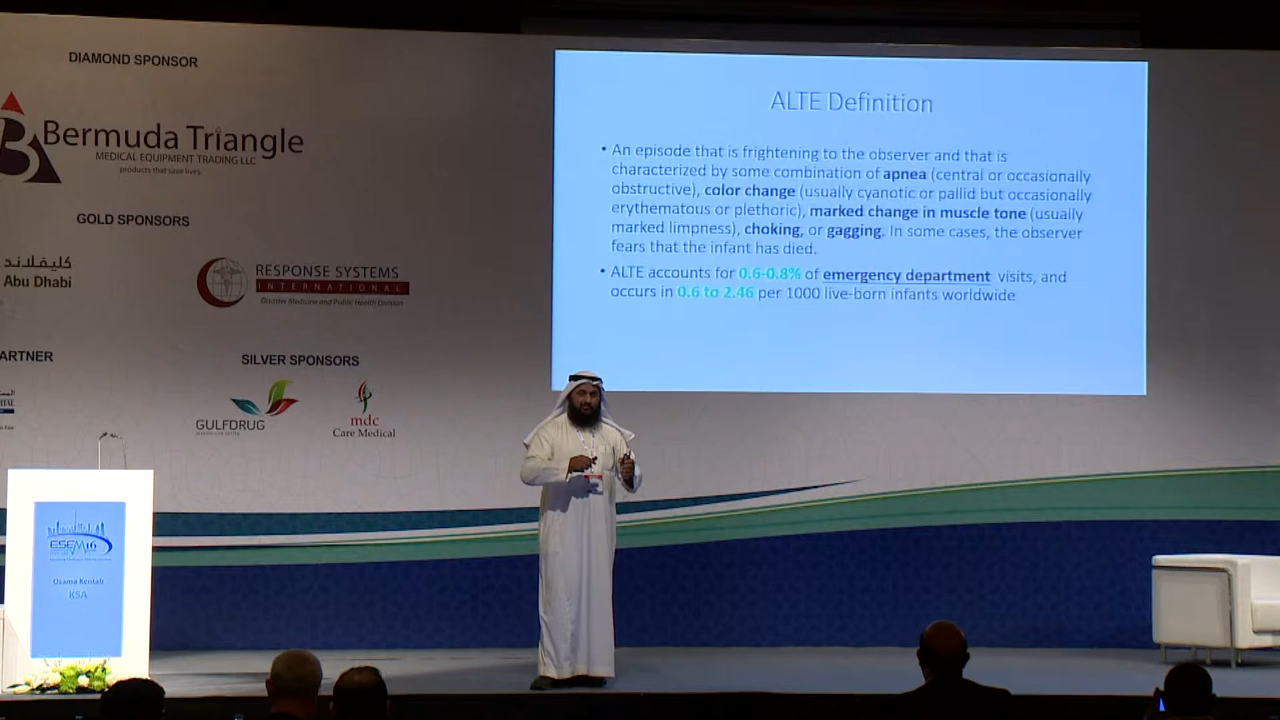 DIAMOND SPONSOR
B
Bermuda Triangle
MEDICAL EQUIPMENT TRADING LLC
products that save lives
GOLD SPONSORS
كليفلاند
Abu Dhabi
RESPONSE SYSTEMS
INTERNATIONAL
Disaster Medicine and Public Health Division
ARTNER
SILVER SPONSORS
GULFDRUG
mdc
Care Medical
ALTE Definition
• An episode that is frightening to the observer and that is
characterized by some combination of apnea (central or occasionally
obstructive), color change (usually cyanotic or pallid but occasionally
erythematous or plethoric), marked change in muscle tone (usually
marked limpness), choking, or gagging. In some cases, the observer
fears that the infant has died.
• ALTE accounts for 0.6-0.8% of emergency department visits, and
occurs in 0.6 to 2.46 per 1000 live-born infants worldwide
ESEM16
Osama Kentab
KSA